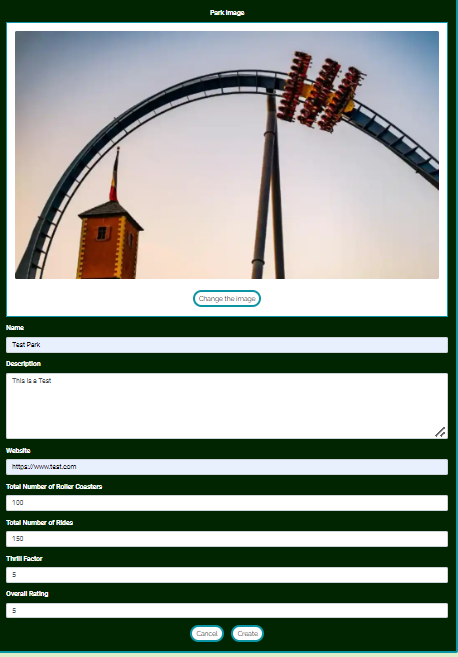 Park Image
Change the image
Name
Test Park
Description
This is a Test
Website
https://www.test.com
Total Number of Roller Coasters
100
Total Number of Rides
150
Thrill Factor
5
Overall Rating
5
Cancel Create